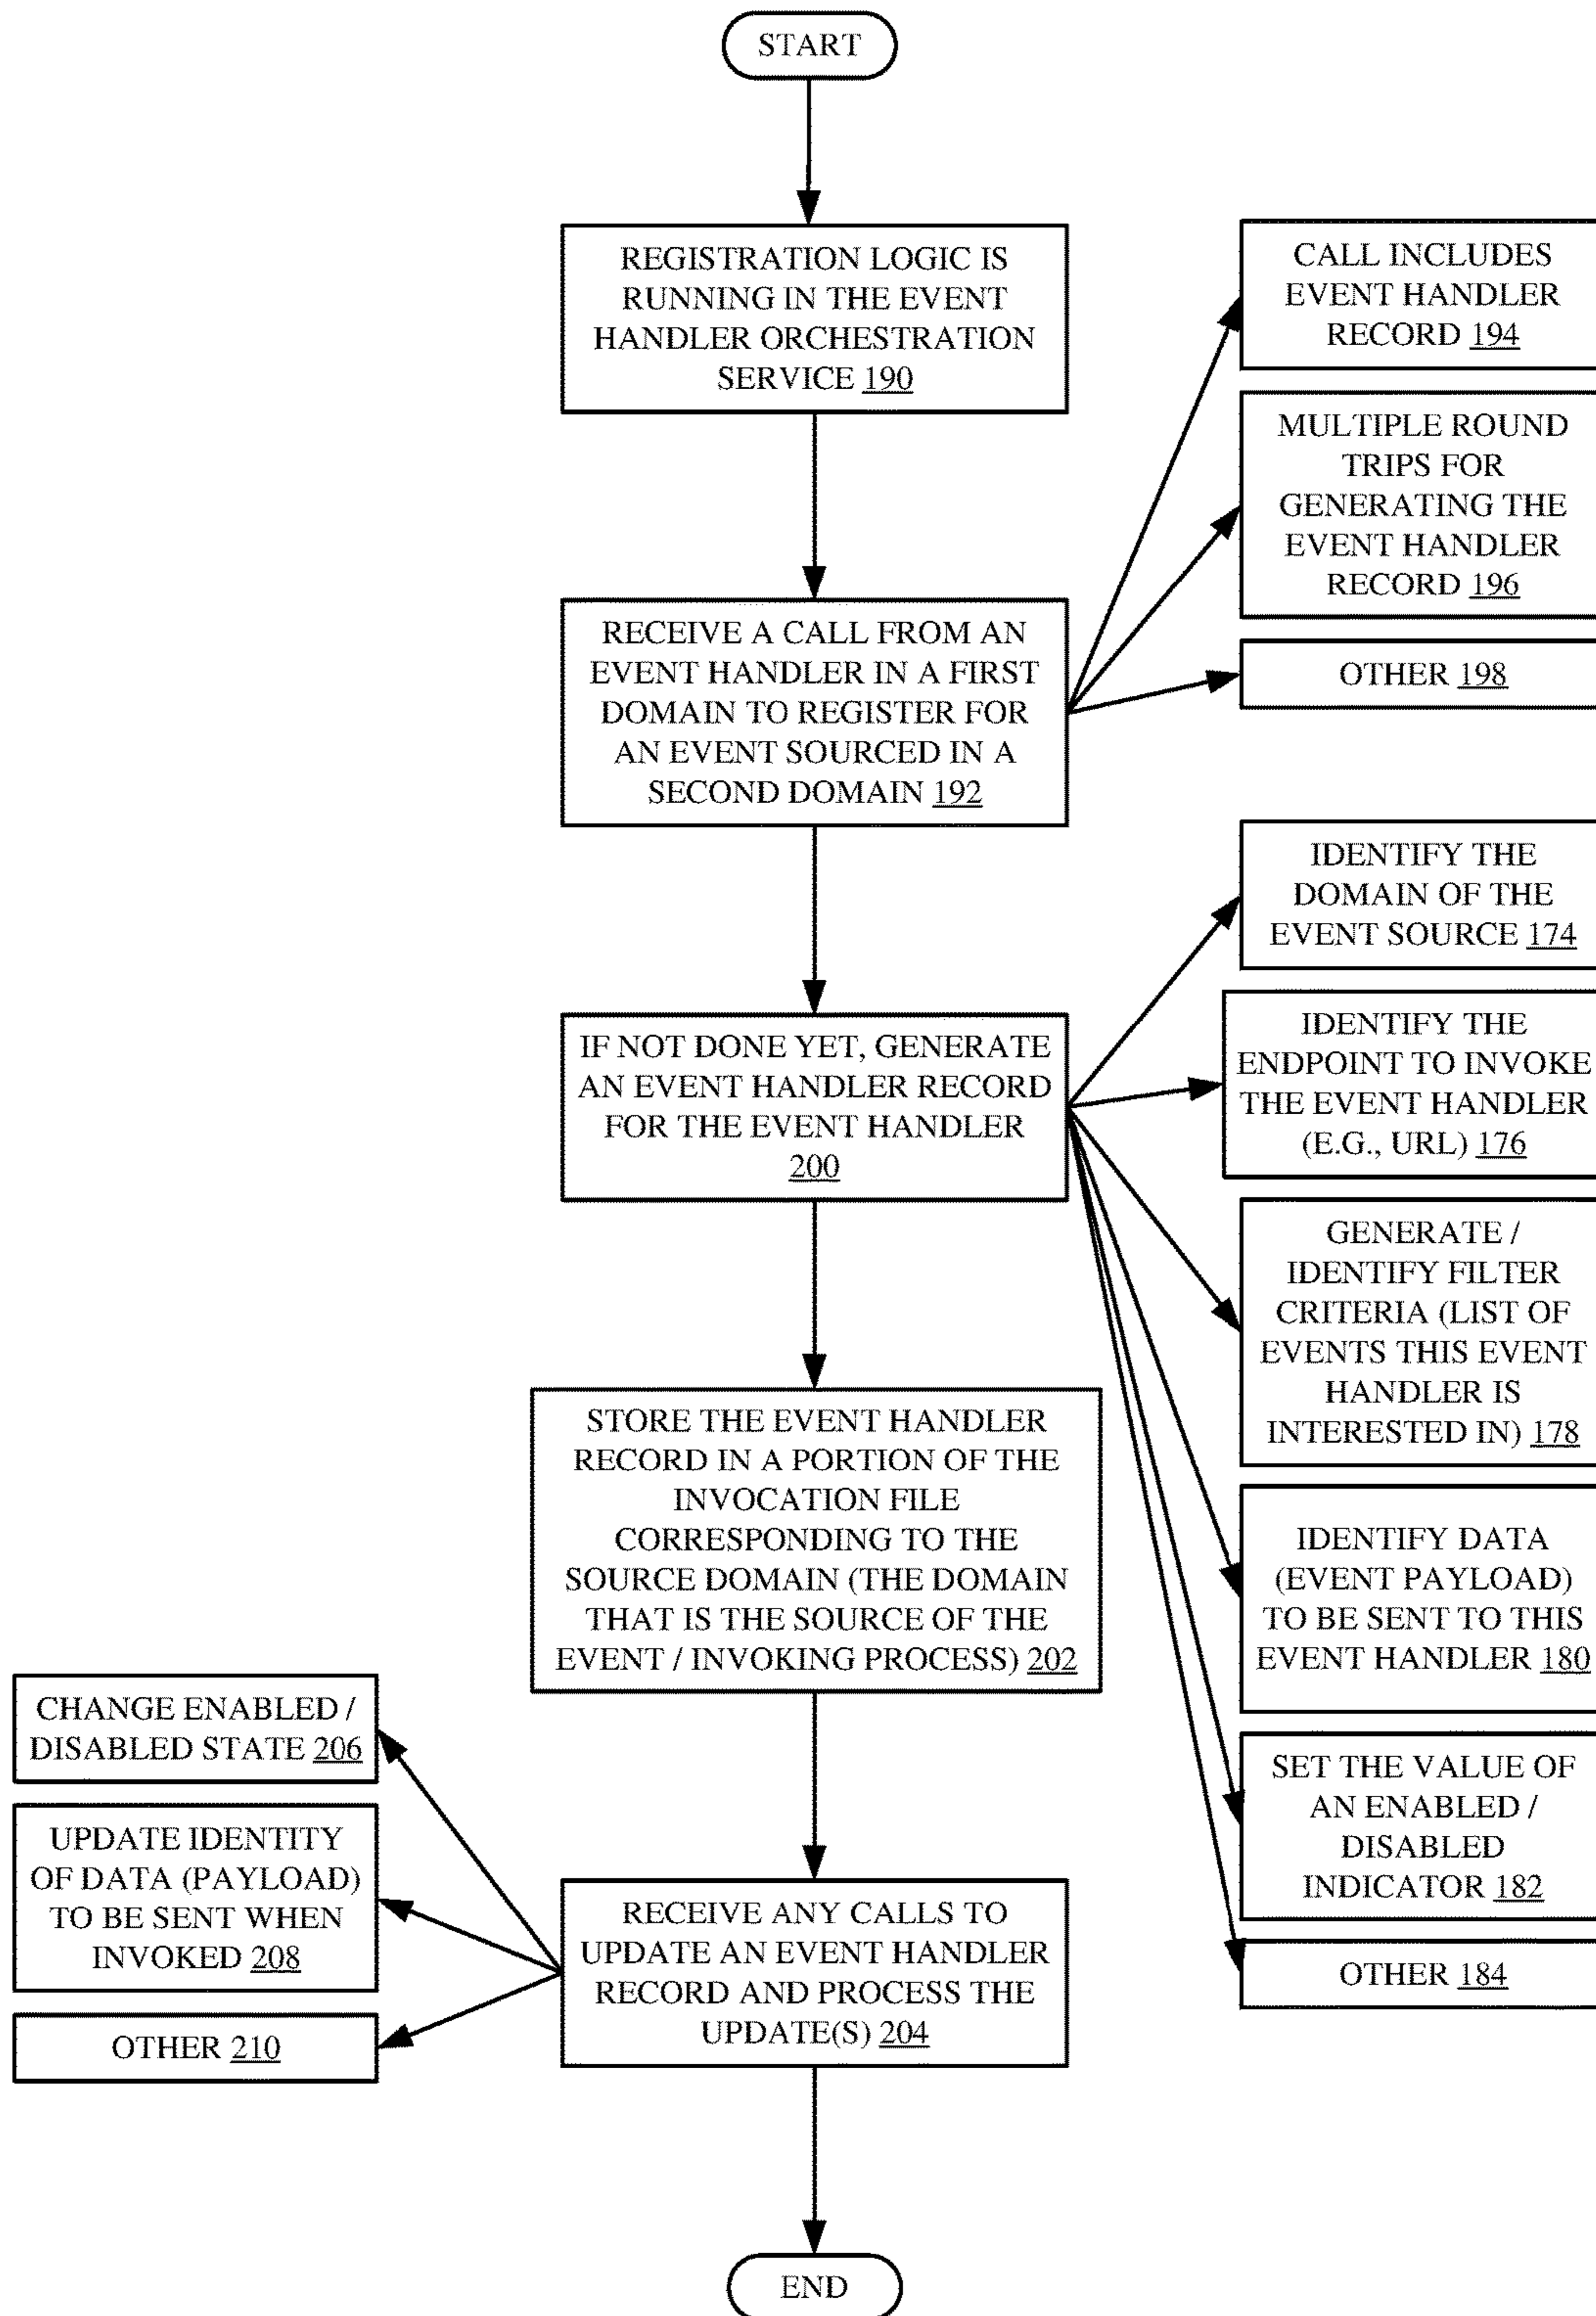 START
REGISTRATION LOGIC IS
RUNNING IN THE EVENT
HANDLER ORCHESTRATION
SERVICE 190
CALL INCLUDES
EVENT HANDLER
RECORD 194
MULTIPLE ROUND
TRIPS FOR
GENERATING THE
EVENT HANDLER
RECORD 196
OTHER 198
RECEIVE A CALL FROM AN
EVENT HANDLER IN A FIRST
DOMAIN TO REGISTER FOR
AN EVENT SOURCED IN A
SECOND DOMAIN 192
IDENTIFY THE
DOMAIN OF THE
EVENT SOURCE 174
IDENTIFY THE
ENDPOINT TO INVOKE
THE EVENT HANDLER
(E.G., URL) 176
IF NOT DONE YET, GENERATE
AN EVENT HANDLER RECORD
FOR THE EVENT HANDLER
200
GENERATE /
IDENTIFY FILTER
CRITERIA (LIST OF
EVENTS THIS EVENT
HANDLER IS
INTERESTED IN) 178
IDENTIFY DATA
(EVENT PAYLOAD)
TO BE SENT TO THIS
EVENT HANDLER 180
SET THE VALUE OF
AN ENABLED /
DISABLED
INDICATOR 182
OTHER 184
STORE THE EVENT HANDLER
RECORD IN A PORTION OF THE
INVOCATION FILE
CORRESPONDING TO THE
SOURCE DOMAIN (THE DOMAIN
THAT IS THE SOURCE OF THE
EVENT / INVOKING PROCESS) 202
CHANGE ENABLED /
DISABLED STATE 206
UPDATE IDENTITY
OF DATA (PAYLOAD)
TO BE SENT WHEN
INVOKED 208
OTHER 210
RECEIVE ANY CALLS TO
UPDATE AN EVENT HANDLER
RECORD AND PROCESS THE
UPDATE(S) 204
END